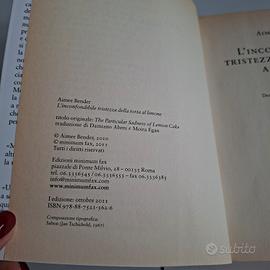 Aimee Bender
L'inconfondibile tristezza della torta al limone
titolo originale: The Particular Sadness of Lemon Cake
traduzione di Damiano Abeni e Moira Egan
© Aimee Bender, 2010
© minimum fax, 2011
Tutti i diritti riservati
Edizioni minimum fax
piazzale di Ponte Milvio, 28 – 00135 Roma
tel. 06.3336545 – fax 06.3336385
info@minimumfax.com
www.minimumfax.com
I edizione: ottobre 2011
ISBN 978-88-7521-362-6
Composizione tipografica:
Sabon (Jan Tschichold, 1967)
L'INCO
TRISTEZZ
A
subito